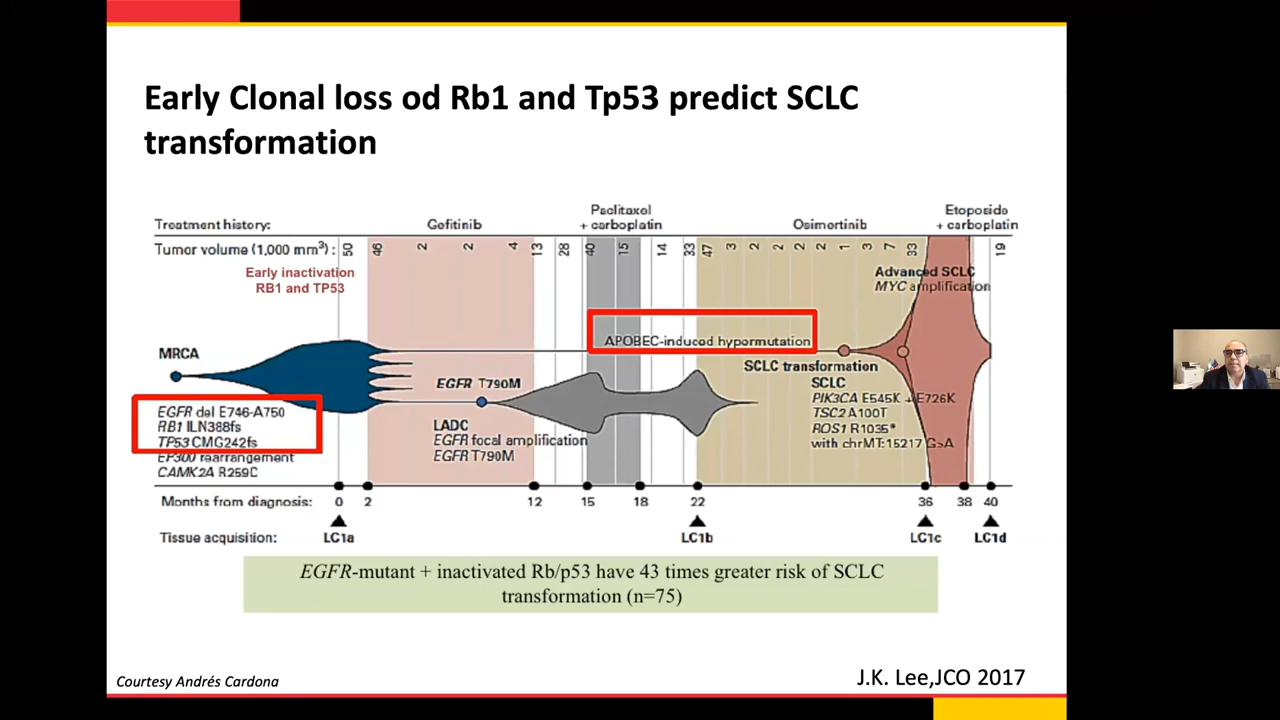 Early Clonal loss od Rb1 and Tp53 predict SCLC
transformation
Treatment history:
Gefitinib
Paclitaxol
+ carboplatin
Osimertinib
Etoposide
+ carboplatin
Tumor volume (1,000 mm³):
50
46
2
2
4
13
28
40
15
14
33
47
3
2
2
2
2
1
3
7
33
19
Early inactivation
RB1 and TP53
Advanced SCLC
MYC amplification
APOBEC-induced hypermutation
MRCA
SCLC transformation
EGFR T790M
SCLC
PIK3CA E545K + E726K
TSC2 A100T
ROS1 R1035*
with chrMT:15217 G>A
EGFR del E746-A750
RB1 ILN388fs
TP53 CMG242fs
EP300 rearrangement
CAMK2A R259C
LADC
EGFR focal amplification
EGFR T790M
Months from diagnosis:
0
2
12
15
18
22
36
38
40
Tissue acquisition:
LC1a
LC1b
LC1c
LC1d
EGFR-mutant + inactivated Rb/p53 have 43 times greater risk of SCLC
transformation (n=75)
Courtesy Andrés Cardona
J.K. Lee,JCO 2017